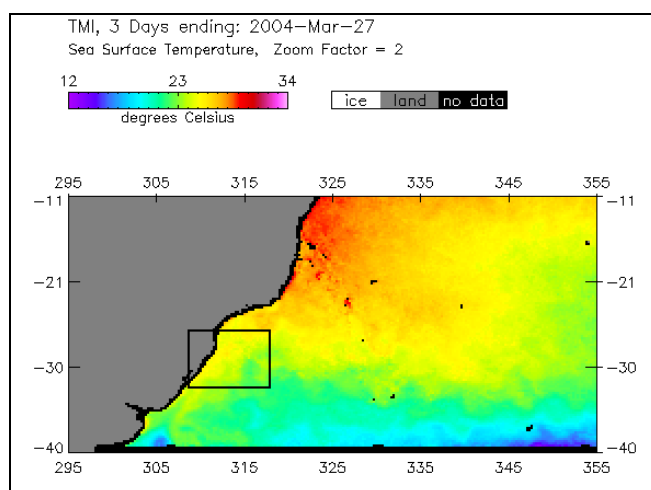 TMI, 3 Days ending: 2004-Mar-27
Sea Surface Temperature, Zoom Factor = 2
12 23 34
degrees Celsius
ice land no data
295 305 315 325 335 345 355
-11 -11
-21 -21
-30 -30
-40 -40
295 305 315 325 335 345 355